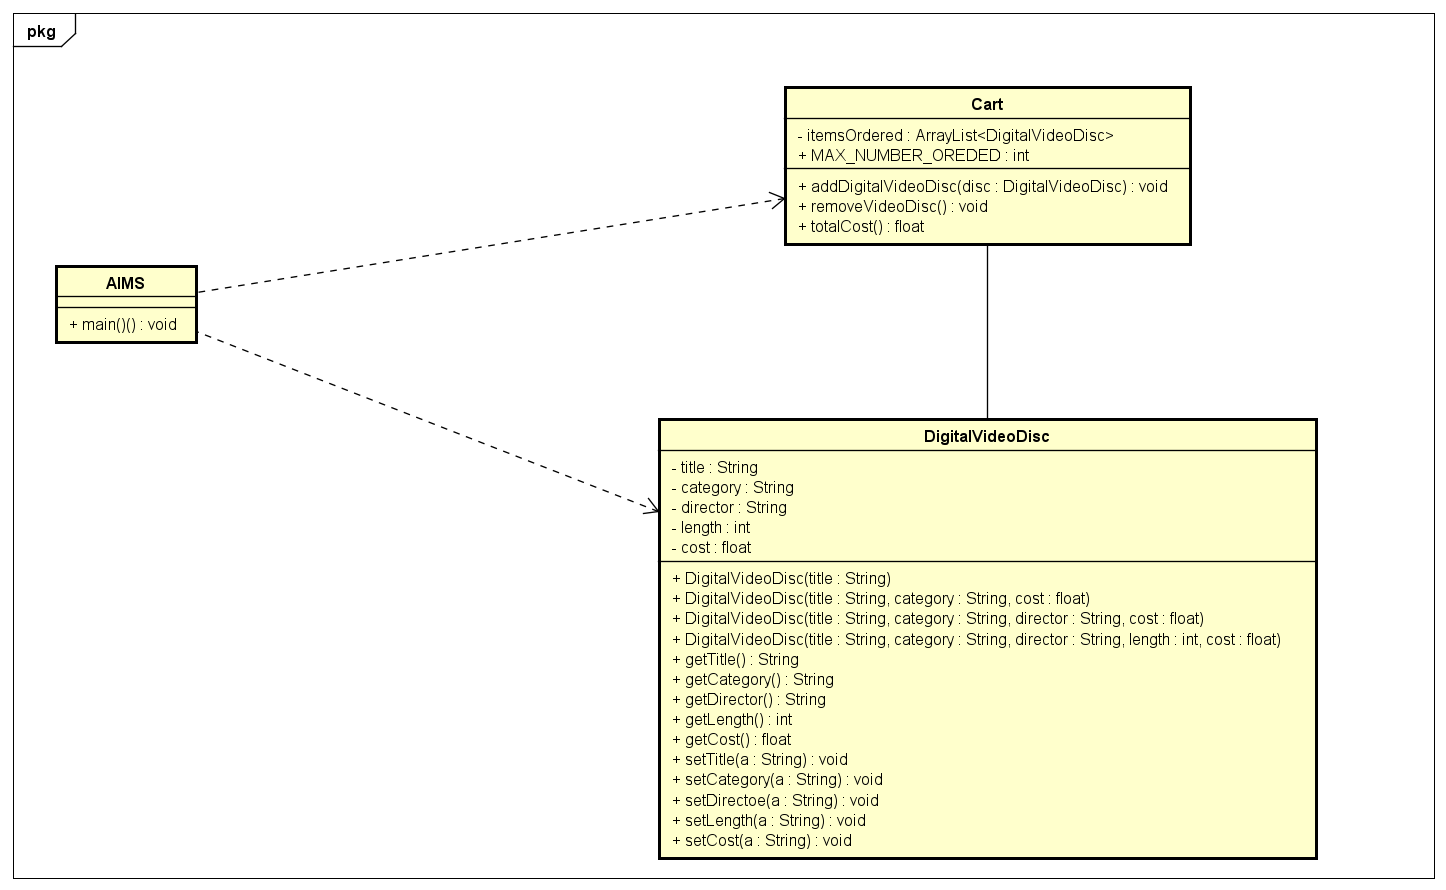 pkg
Cart
- itemsOrdered : ArrayList<DigitalVideoDisc>
+ MAX_NUMBER_OREDED : int
+ addDigitalVideoDisc(disc : DigitalVideoDisc) : void
+ removeVideoDisc() : void
+ totalCost() : float
AIMS
+ main()() : void
DigitalVideoDisc
- title : String
- category : String
- director : String
- length : int
- cost : float
+ DigitalVideoDisc(title : String)
+ DigitalVideoDisc(title : String, category : String, cost : float)
+ DigitalVideoDisc(title : String, category : String, director : String, cost : float)
+ DigitalVideoDisc(title : String, category : String, director : String, length : int, cost : float)
+ getTitle() : String
+ getCategory() : String
+ getDirector() : String
+ getLength() : int
+ getCost() : float
+ setTitle(a : String) : void
+ setCategory(a : String) : void
+ setDirectoe(a : String) : void
+ setLength(a : String) : void
+ setCost(a : String) : void